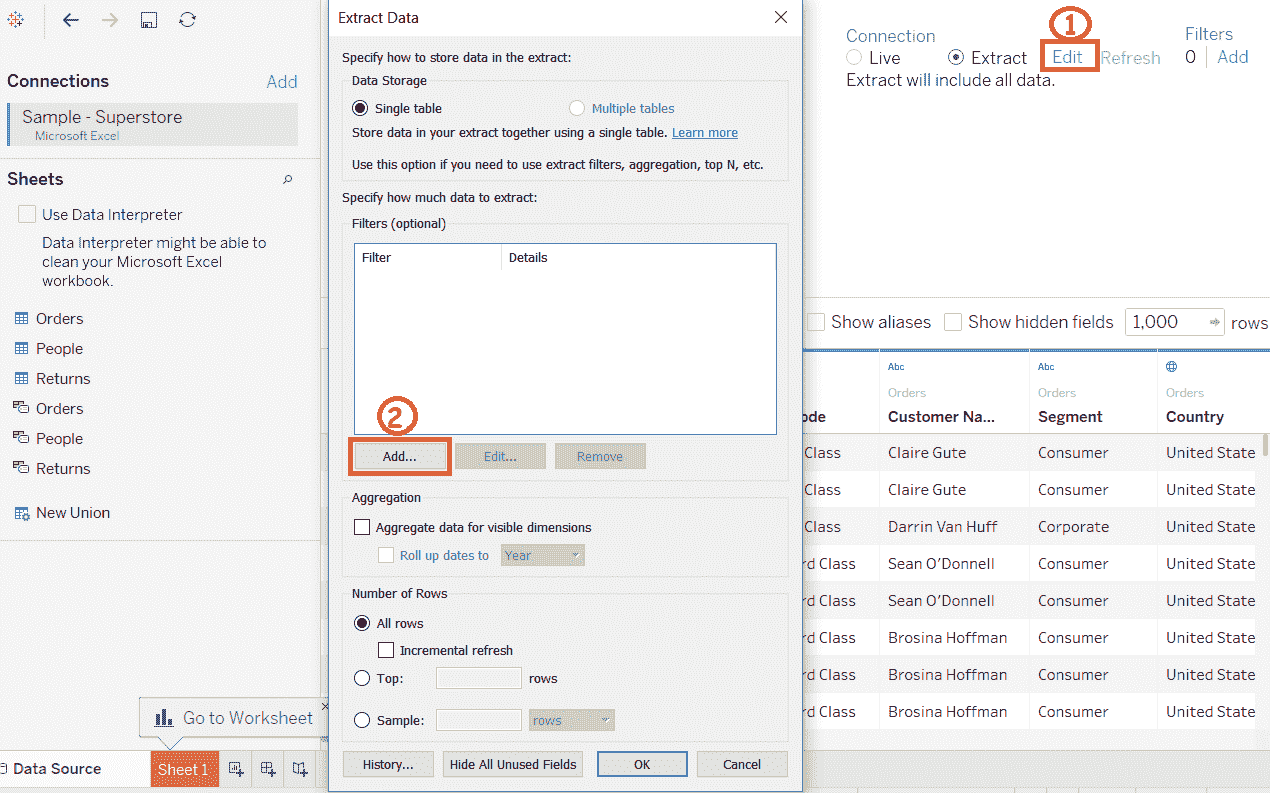 Connections
Add
Sample - Superstore
Microsoft Excel
Sheets
Use Data Interpreter
Data Interpreter might be able to
clean your Microsoft Excel
workbook.
Orders
People
Returns
Orders
People
Returns
New Union
Go to Worksheet
Data Source
Sheet 1
Extract Data
Specify how to store data in the extract:
Data Storage
Single table
Multiple tables
Store data in your extract together using a single table. Learn more
Use this option if you need to use extract filters, aggregation, top N, etc.
Specify how much data to extract:
Filters (optional)
Filter Details
2
Add... Edit... Remove
Aggregation
Aggregate data for visible dimensions
Roll up dates to Year
Number of Rows
All rows
Incremental refresh
Top: rows
Sample: rows
History... Hide All Unused Fields OK Cancel
1
Connection
Live Extract Edit Refresh
Extract will include all data.
Filters
0 Add
Show aliases Show hidden fields 1,000 rows
Abc Abc
Orders Orders Orders
ode Customer Na... Segment Country
Class Claire Gute Consumer United State
Class Claire Gute Consumer United State
Class Darrin Van Huff Corporate United State
rd Class Sean O'Donnell Consumer United State
rd Class Sean O'Donnell Consumer United State
rd Class Brosina Hoffman Consumer United State
rd Class Brosina Hoffman Consumer United State
rd Class Brosina Hoffman Consumer United State